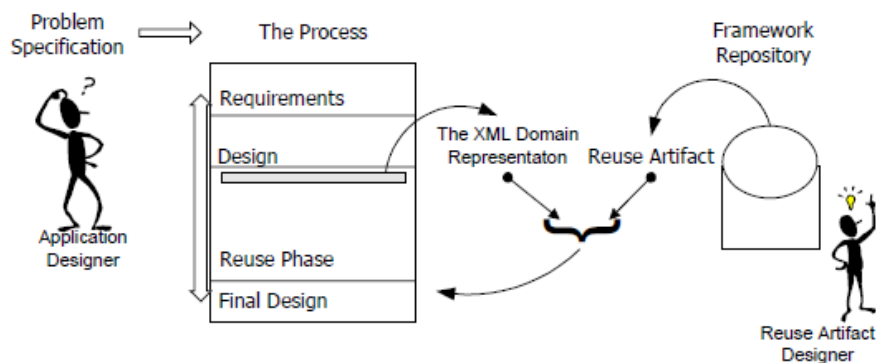 Problem
Specification
The Process
Framework
Repository
?
Requirements
Design
The XML Domain
Representaton
Reuse Artifact
Application
Designer
Reuse Phase
Final Design
Reuse Artifact
Designer